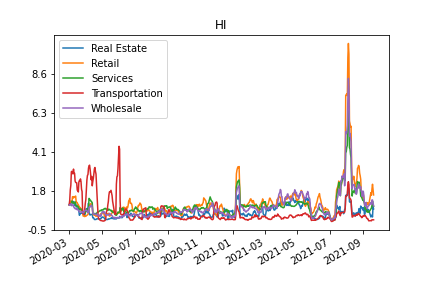 HI
Real Estate
Retail
Services
Transportation
Wholesale
8.6
6.3
4.1
1.8
-0.5
2020-03
2020-05
2020-07
2020-09
2020-11
2021-01
2021-03
2021-05
2021-07
2021-09